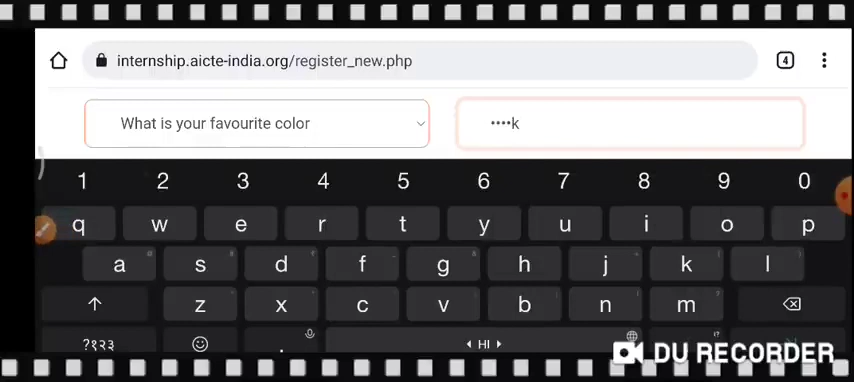 internship.aicte-india.org/register_new.php
4
What is your favourite color
••••k
1 2 3 4 5 6 7 8 9 0
q w e r t y u i o p
a s d f g h j k l
z x c v b n m
?१२३ . HI !?
DU RECORDER